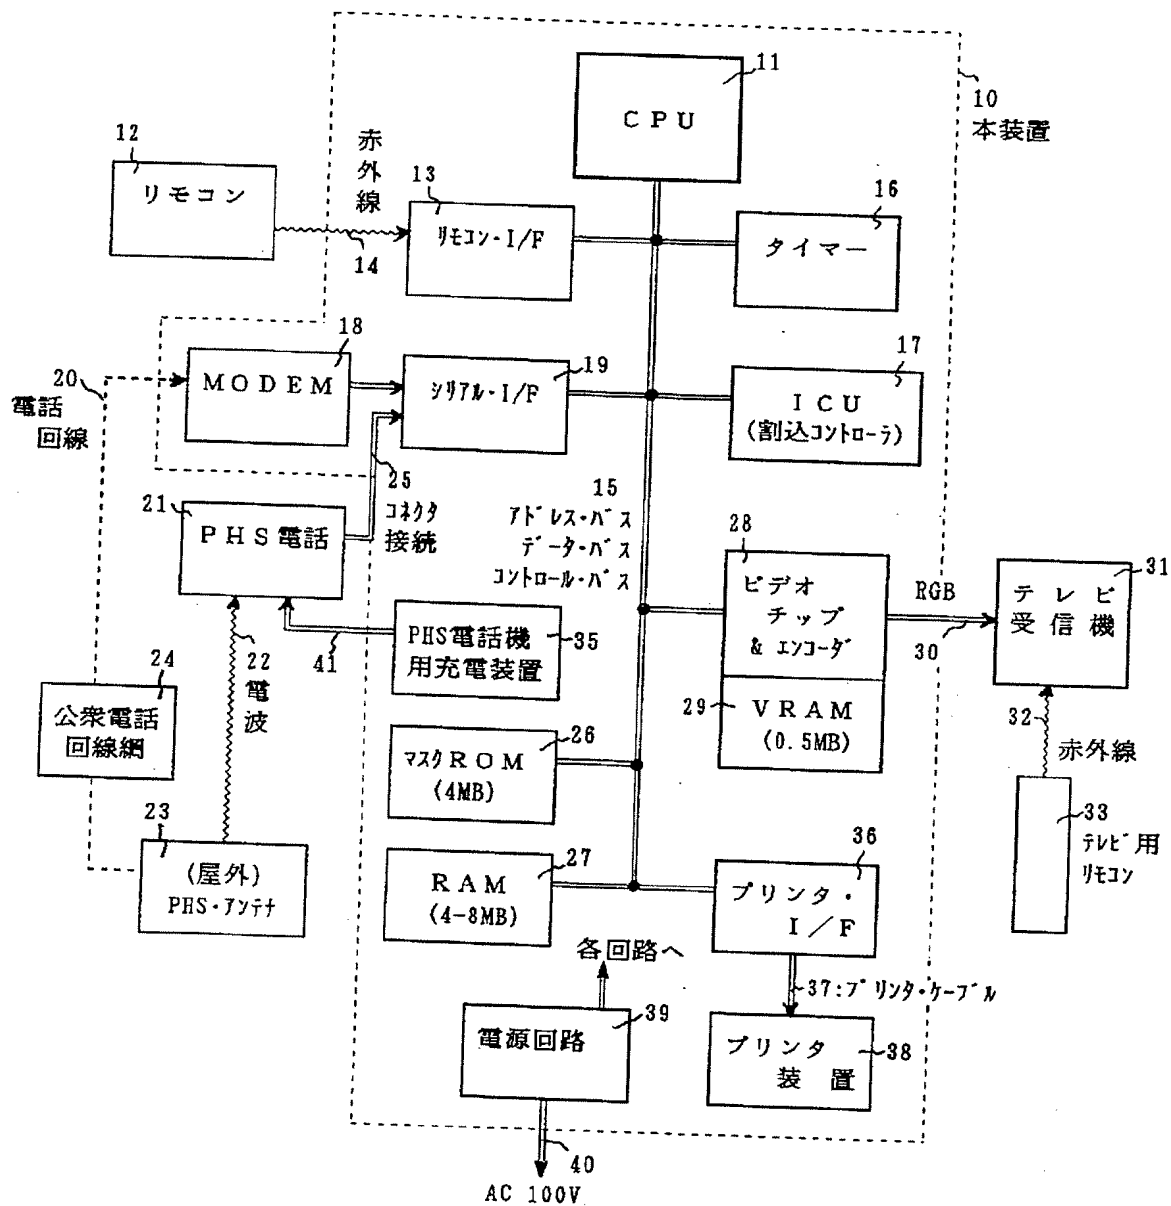 11
CPU
10
本装置
12
リモコン
赤
外
線
14
13
リモコン・I/F
16
タイマー
18
MODEM
19
シリアル・I/F
17
ICU
(割込コントローラ)
20
電話
回線
21
PHS電話
25
コネクタ
接続
15
アドレス・バス
データ・バス
コントロール・バス
28
ビデオ
チップ
& エンコーダ
29
VRAM
(0.5MB)
RGB
30
31
テレビ
受信機
32
赤外線
33
テレビ用
リモコン
22
電
波
41
PHS電話機
用充電装置
35
24
公衆電話
回線網
26
マスクROM
(4MB)
23
(屋外)
PHS・アンテナ
27
RAM
(4-8MB)
36
プリンタ・
I/F
37:プリンタ・ケーブル
各回路へ
39
電源回路
プリンタ
装置
38
40
AC 100V